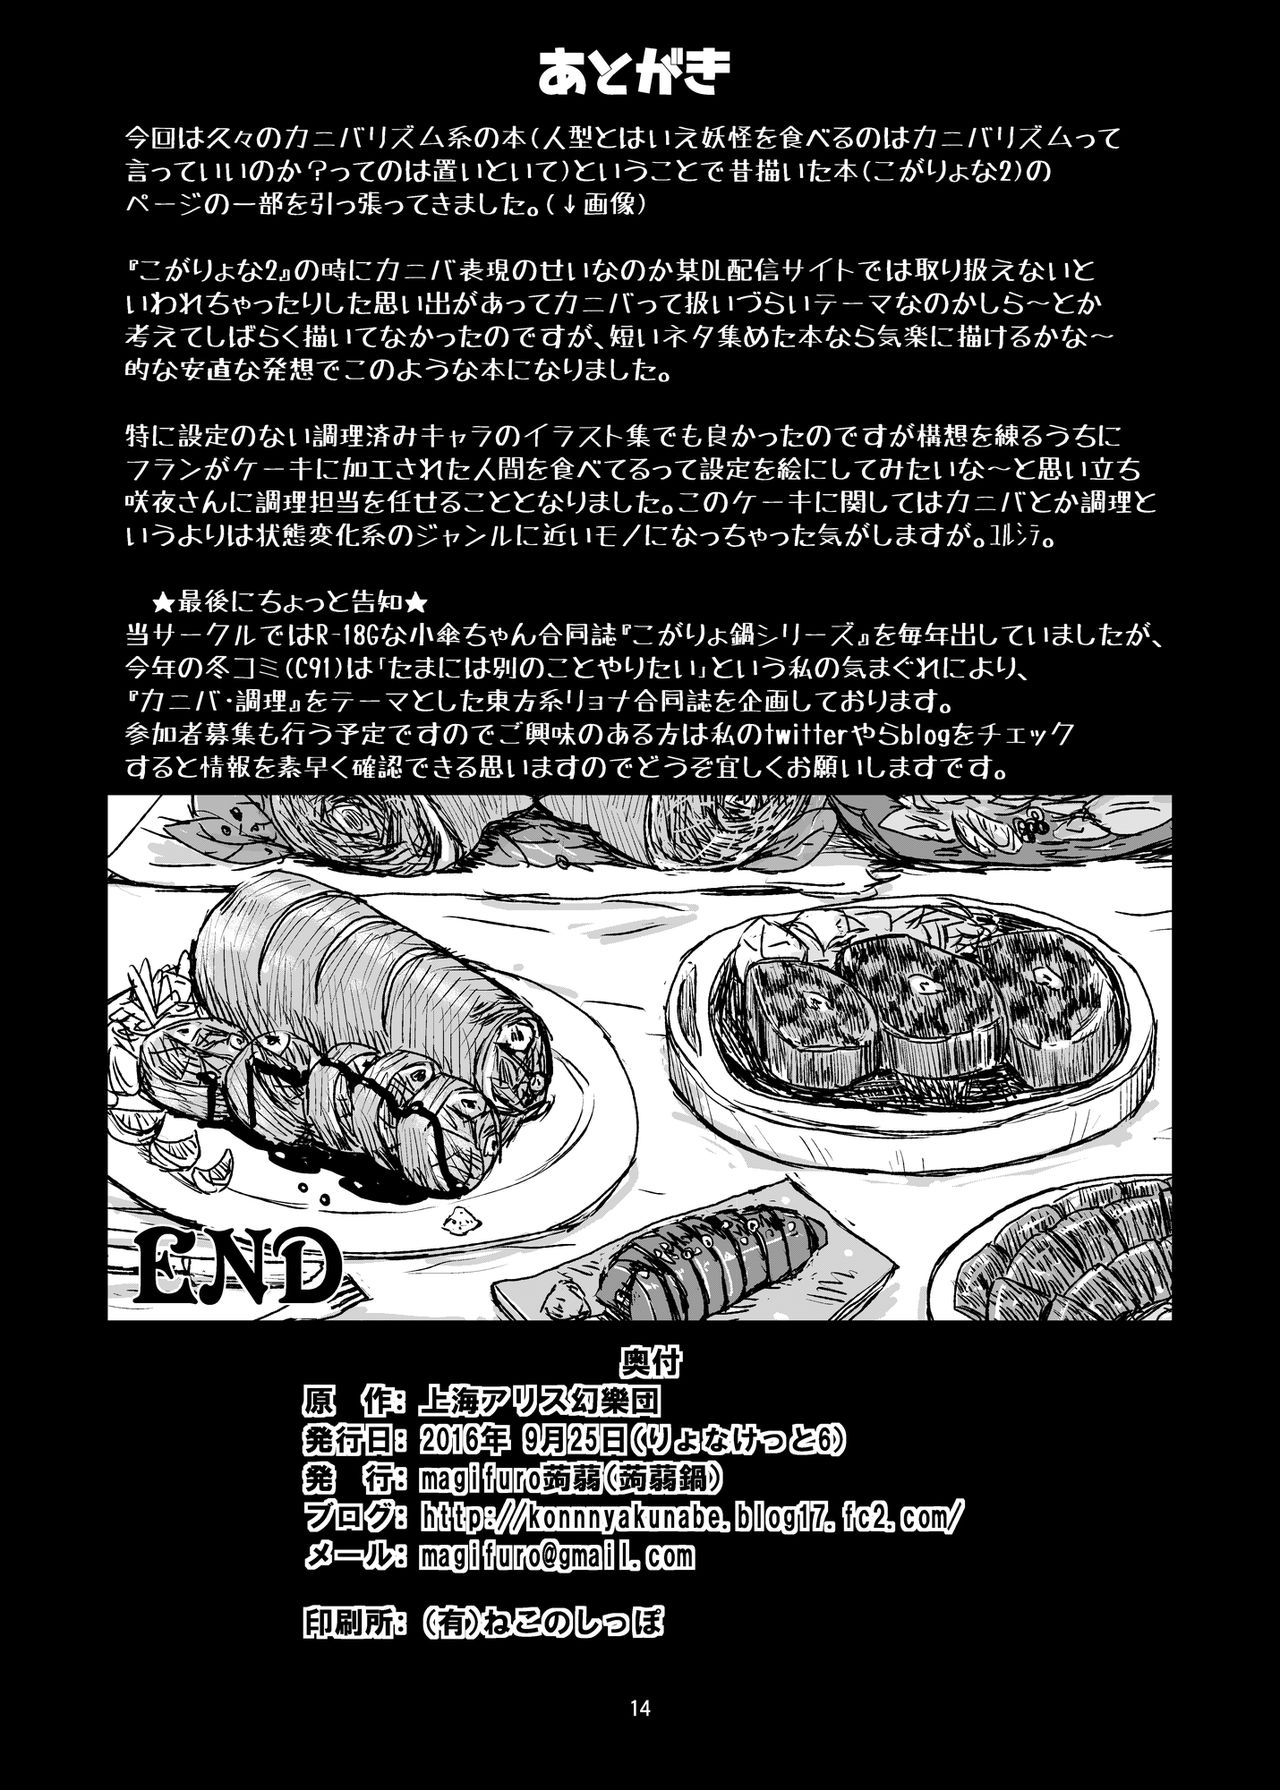 あとがき
今回は久々のカニバリズム系の本(人型とはいえ妖怪を食べるのはカニバリズムって
言っていいのか?ってのは置いといて)ということで昔描いた本(こがりょな2)の
ページの一部を引っ張ってきました。(↓画像)
『こがりょな2』の時にカニバ表現のせいなのか某DL配信サイトでは取り扱えないと
いわれちゃったりした思い出があってカニバって扱いづらいテーマなのかしら～とか
考えてしばらく描いてなかったのですが、短いネタ集めた本なら気楽に描けるかな～
的な安直な発想でこのような本になりました。
特に設定のない調理済みキャラのイラスト集でも良かったのですが構想を練るうちに
フランがケーキに加工された人間を食べてるって設定を絵にしてみたいな～と思い立ち
咲夜さんに調理担当を任せることとなりました。このケーキに関してはカニバとか調理と
いうよりは状態変化系のジャンルに近いモノになっちゃった気がしますが。ﾕﾙｼﾃ。
★最後にちょっと告知★
当サークルではR-18Gな小傘ちゃん合同誌『こがりょ鍋シリーズ』を毎年出していましたが、
今年の冬コミ(C91)は「たまには別のことやりたい」という私の気まぐれにより、
『カニバ・調理』をテーマとした東方系リョナ合同誌を企画しております。
参加者募集も行う予定ですのでご興味のある方は私のtwitterやらblogをチェック
すると情報を素早く確認できる思いますのでどうぞ宜しくお願いしますです。
END
奥付
原　作: 上海アリス幻樂団
発行日: 2016年 9月25日(りょなけっと6)
発　行: magifuro蒟蒻(蒟蒻鍋)
ブログ: http://konnnyakunabe.blog17.fc2.com/
メール: magifuro@gmail.com
印刷所: (有)ねこのしっぽ
14